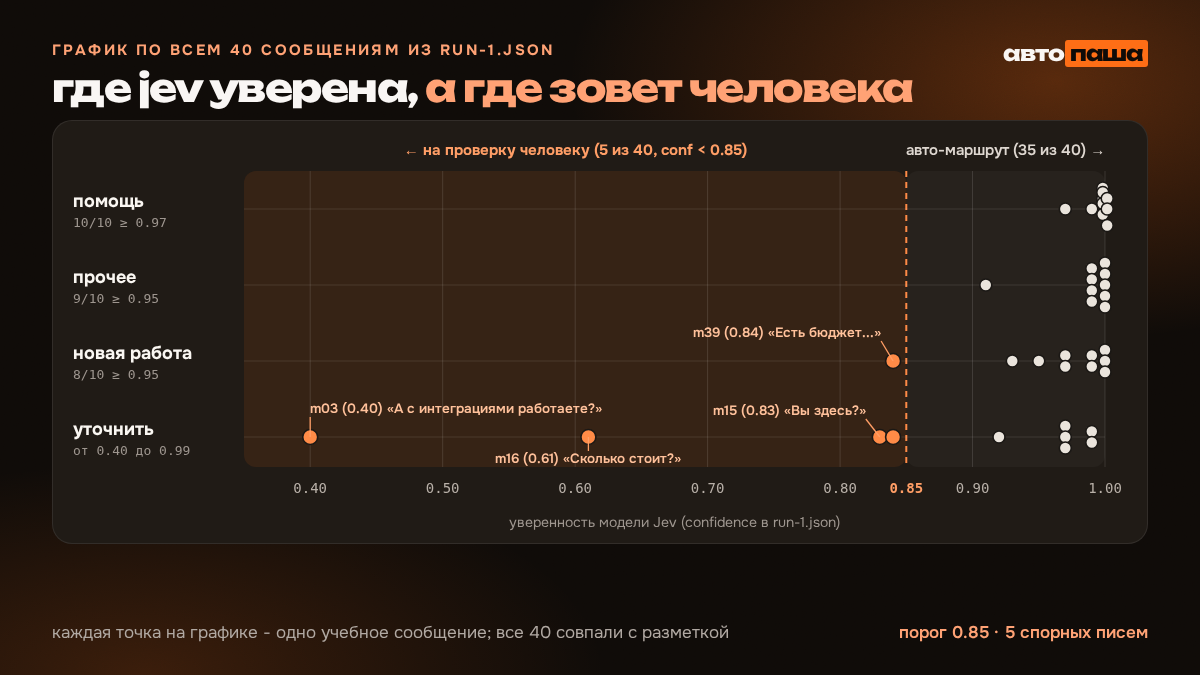 ГРАФИК ПО ВСЕМ 40 СООБЩЕНИЯМ ИЗ RUN-1.JSON
автопаша
где jev уверена, а где зовет человека
← на проверку человеку (5 из 40, conf < 0.85)
авто-маршрут (35 из 40) →
помощь
10/10 ≥ 0.97
прочее
9/10 ≥ 0.95
m39 (0.84) «Есть бюджет...»
новая работа
8/10 ≥ 0.95
m03 (0.40) «А с интеграциями работаете?»
m15 (0.83) «Вы здесь?»
уточнить
от 0.40 до 0.99
m16 (0.61) «Сколько стоит?»
0.40 0.50 0.60 0.70 0.80 0.85 0.90 1.00
уверенность модели Jev (confidence в run-1.json)
каждая точка на графике - одно учебное сообщение; все 40 совпали с разметкой
порог 0.85 · 5 спорных писем